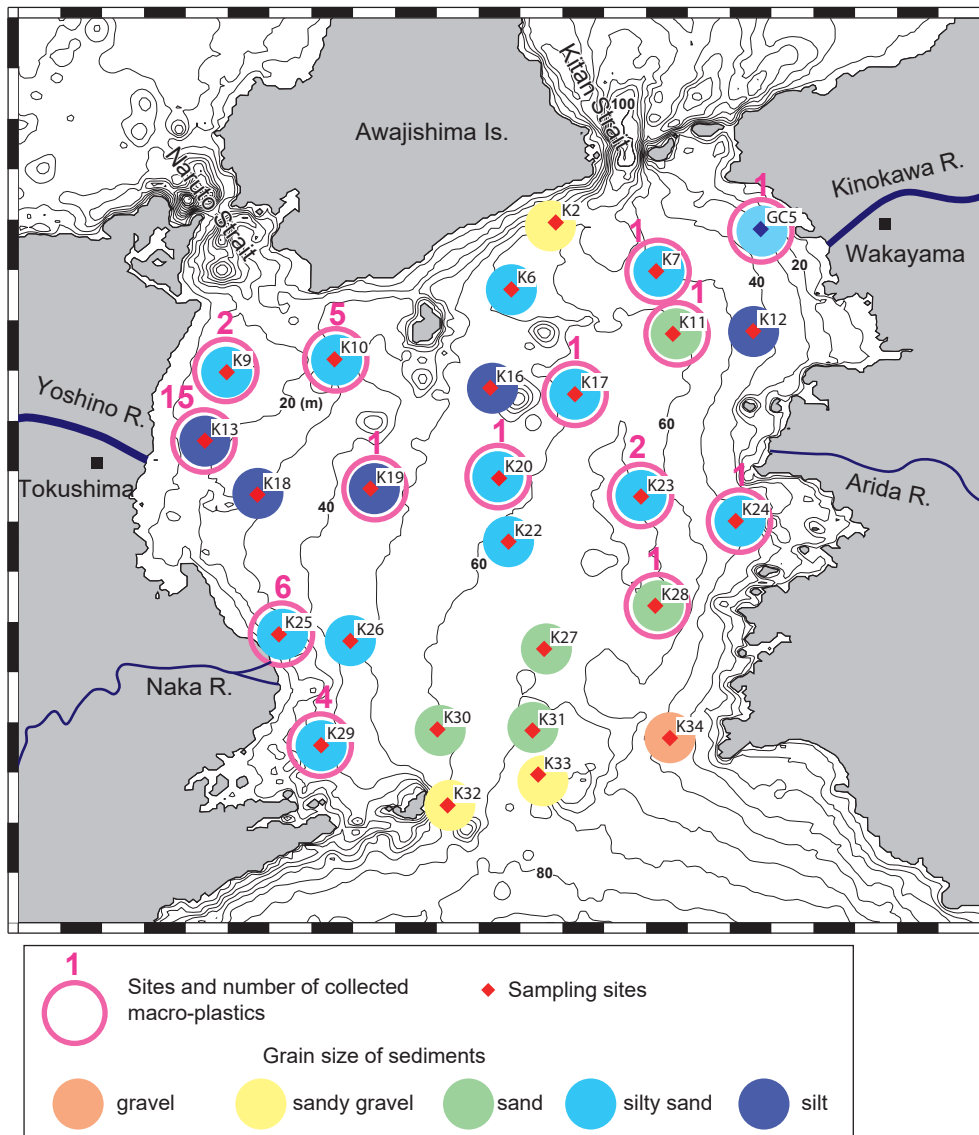 Kitan Strait
100
Awajishima Is.
Naruto Strait
Kinokawa R.
Wakayama
1
GC5
20
40
K2
1
K7
K6
1
K11
K12
2
K9
5
K10
20 (m)
K16
1
K17
Yoshino R.
15
K13
Tokushima
K18
1
K19
40
1
K20
60
2
K23
1
K24
Arida R.
K22
60
1
K28
6
K25
K26
K27
Naka R.
4
K29
K30
K31
K34
K33
K32
80
1
Sites and number of collected
macro-plastics
Sampling sites
Grain size of sediments
gravel
sandy gravel
sand
silty sand
silt